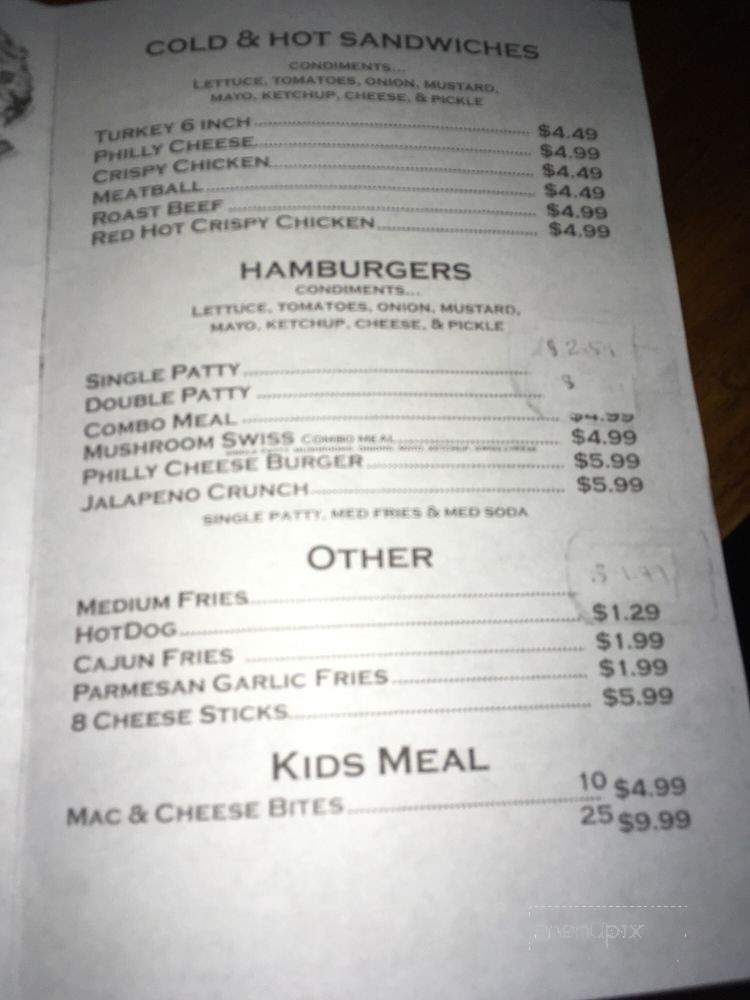 COLD & HOT SANDWICHES
CONDIMENTS...
LETTUCE, TOMATOES, ONION, MUSTARD,
MAYO, KETCHUP, CHEESE, & PICKLE
TURKEY 6 INCH $4.49
PHILLY CHEESE $4.99
CRISPY CHICKEN $4.49
MEATBALL $4.49
ROAST BEEF $4.99
RED HOT CRISPY CHICKEN $4.99
HAMBURGERS
CONDIMENTS...
LETTUCE, TOMATOES, ONION, MUSTARD,
MAYO, KETCHUP, CHEESE, & PICKLE
SINGLE PATTY
DOUBLE PATTY $
COMBO MEAL $4.99
MUSHROOM SWISS COMBO MEAL $4.99
PHILLY CHEESE BURGER $5.99
JALAPENO CRUNCH $5.99
SINGLE PATTY, MED FRIES & MED SODA
OTHER
MEDIUM FRIES
HOTDOG $1.29
CAJUN FRIES $1.99
PARMESAN GARLIC FRIES $1.99
8 CHEESE STICKS $5.99
KIDS MEAL
MAC & CHEESE BITES 10 $4.99
25 $9.99
menupix